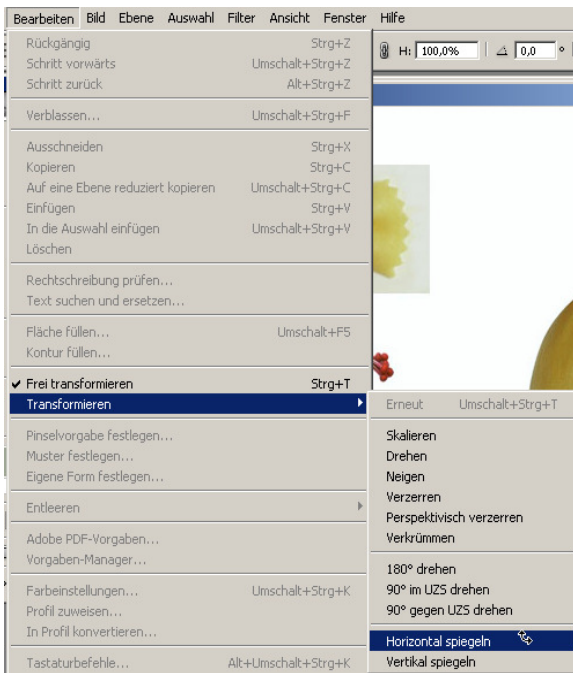 Bearbeiten Bild Ebene Auswahl Filter Ansicht Fenster Hilfe
H: 100,0% 0,0 °
Rückgängig Strg+Z
Schritt vorwärts Umschalt+Strg+Z
Schritt zurück Alt+Strg+Z
Verblassen... Umschalt+Strg+F
Ausschneiden Strg+X
Kopieren Strg+C
Auf eine Ebene reduziert kopieren Umschalt+Strg+C
Einfügen Strg+V
In die Auswahl einfügen Umschalt+Strg+V
Löschen
Rechtschreibung prüfen...
Text suchen und ersetzen...
Fläche füllen... Umschalt+F5
Kontur füllen...
Frei transformieren Strg+T
Transformieren
Pinselvorgabe festlegen...
Muster festlegen...
Eigene Form festlegen...
Entleeren
Adobe PDF-Vorgaben...
Vorgaben-Manager...
Farbeinstellungen... Umschalt+Strg+K
Profil zuweisen...
In Profil konvertieren...
Tastaturbefehle... Alt+Umschalt+Strg+K
Erneut Umschalt+Strg+T
Skalieren
Drehen
Neigen
Verzerren
Perspektivisch verzerren
Verkrümmen
180° drehen
90° im UZS drehen
90° gegen UZS drehen
Horizontal spiegeln
Vertikal spiegeln